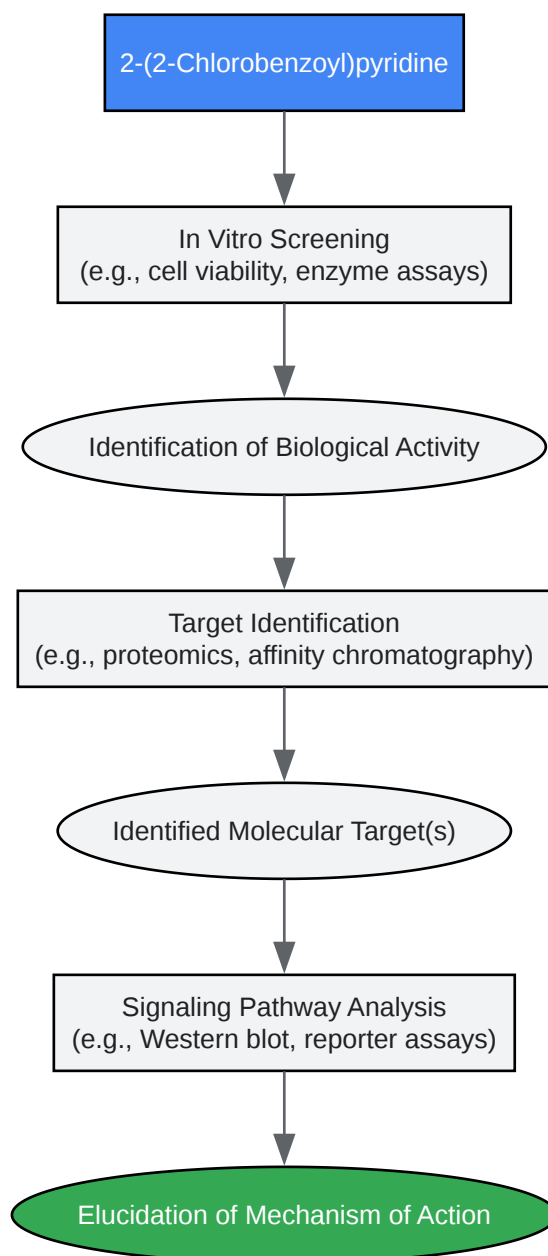 2-(2-Chlorobenzoyl)pyridine
In Vitro Screening
(e.g., cell viability, enzyme assays)
Identification of Biological Activity
Target Identification
(e.g., proteomics, affinity chromatography)
Identified Molecular Target(s)
Signaling Pathway Analysis
(e.g., Western blot, reporter assays)
Elucidation of Mechanism of Action